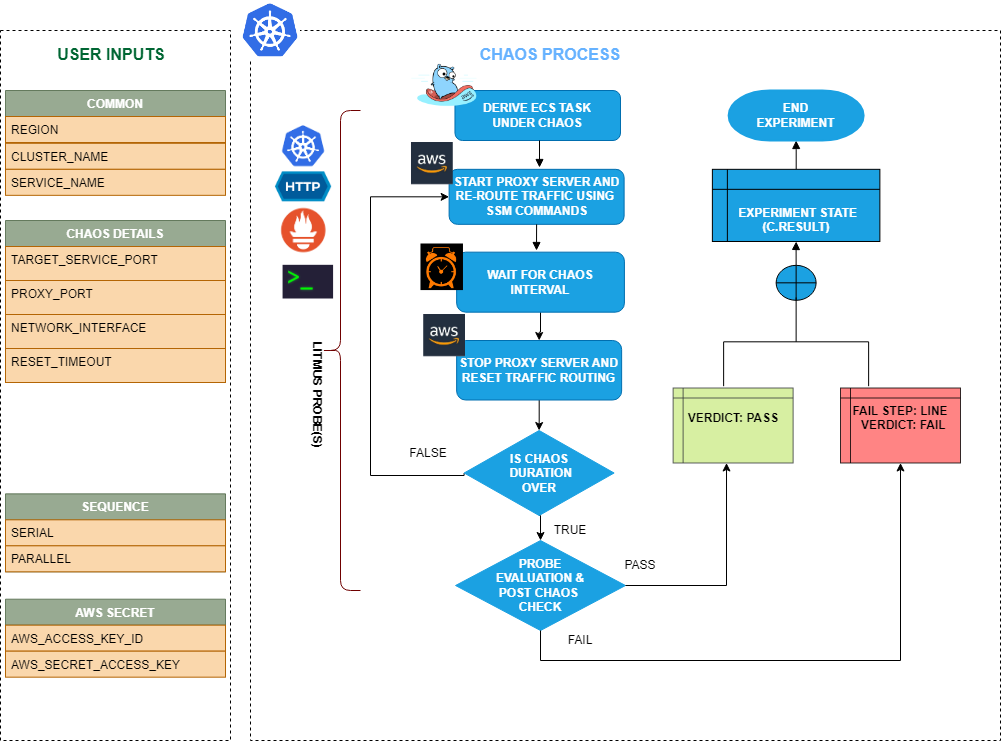 USER INPUTS
COMMON
REGION
CLUSTER_NAME
SERVICE_NAME
CHAOS DETAILS
TARGET_SERVICE_PORT
PROXY_PORT
NETWORK_INTERFACE
RESET_TIMEOUT
SEQUENCE
SERIAL
PARALLEL
AWS SECRET
AWS_ACCESS_KEY_ID
AWS_SECRET_ACCESS_KEY
CHAOS PROCESS
HTTP
>_
LITMUS PROBE(S)
DERIVE ECS TASK
UNDER CHAOS
aws
START PROXY SERVER AND
RE-ROUTE TRAFFIC USING
SSM COMMANDS
WAIT FOR CHAOS
INTERVAL
aws
STOP PROXY SERVER AND
RESET TRAFFIC ROUTING
IS CHAOS
DURATION
OVER
FALSE
TRUE
PROBE
EVALUATION &
POST CHAOS
CHECK
PASS
FAIL
VERDICT: PASS
FAIL STEP: LINE
VERDICT: FAIL
EXPERIMENT STATE
(C.RESULT)
END
EXPERIMENT